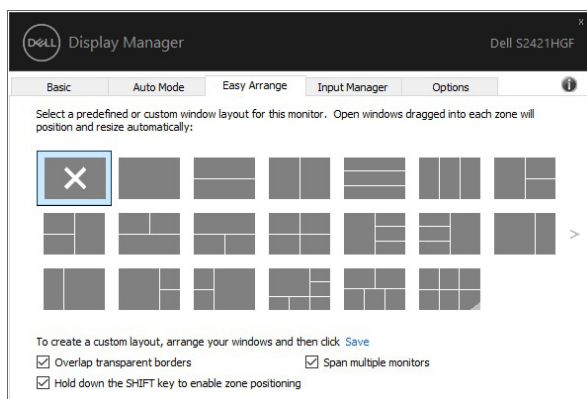 x
DELL Display Manager Dell S2421HGF
Basic Auto Mode Easy Arrange Input Manager Options i
Select a predefined or custom window layout for this monitor. Open windows dragged into each zone will
position and resize automatically:
>
To create a custom layout, arrange your windows and then click Save
Overlap transparent borders Span multiple monitors
Hold down the SHIFT key to enable zone positioning